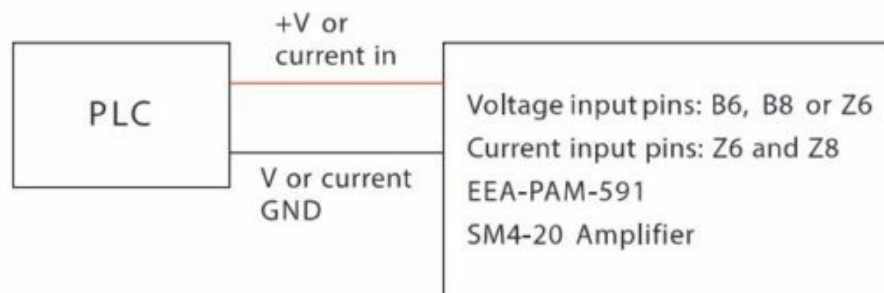 +V or
current in
PLC
V or current
GND
Voltage input pins: B6, B8 or Z6
Current input pins: Z6 and Z8
EEA-PAM-591
SM4-20 Amplifier